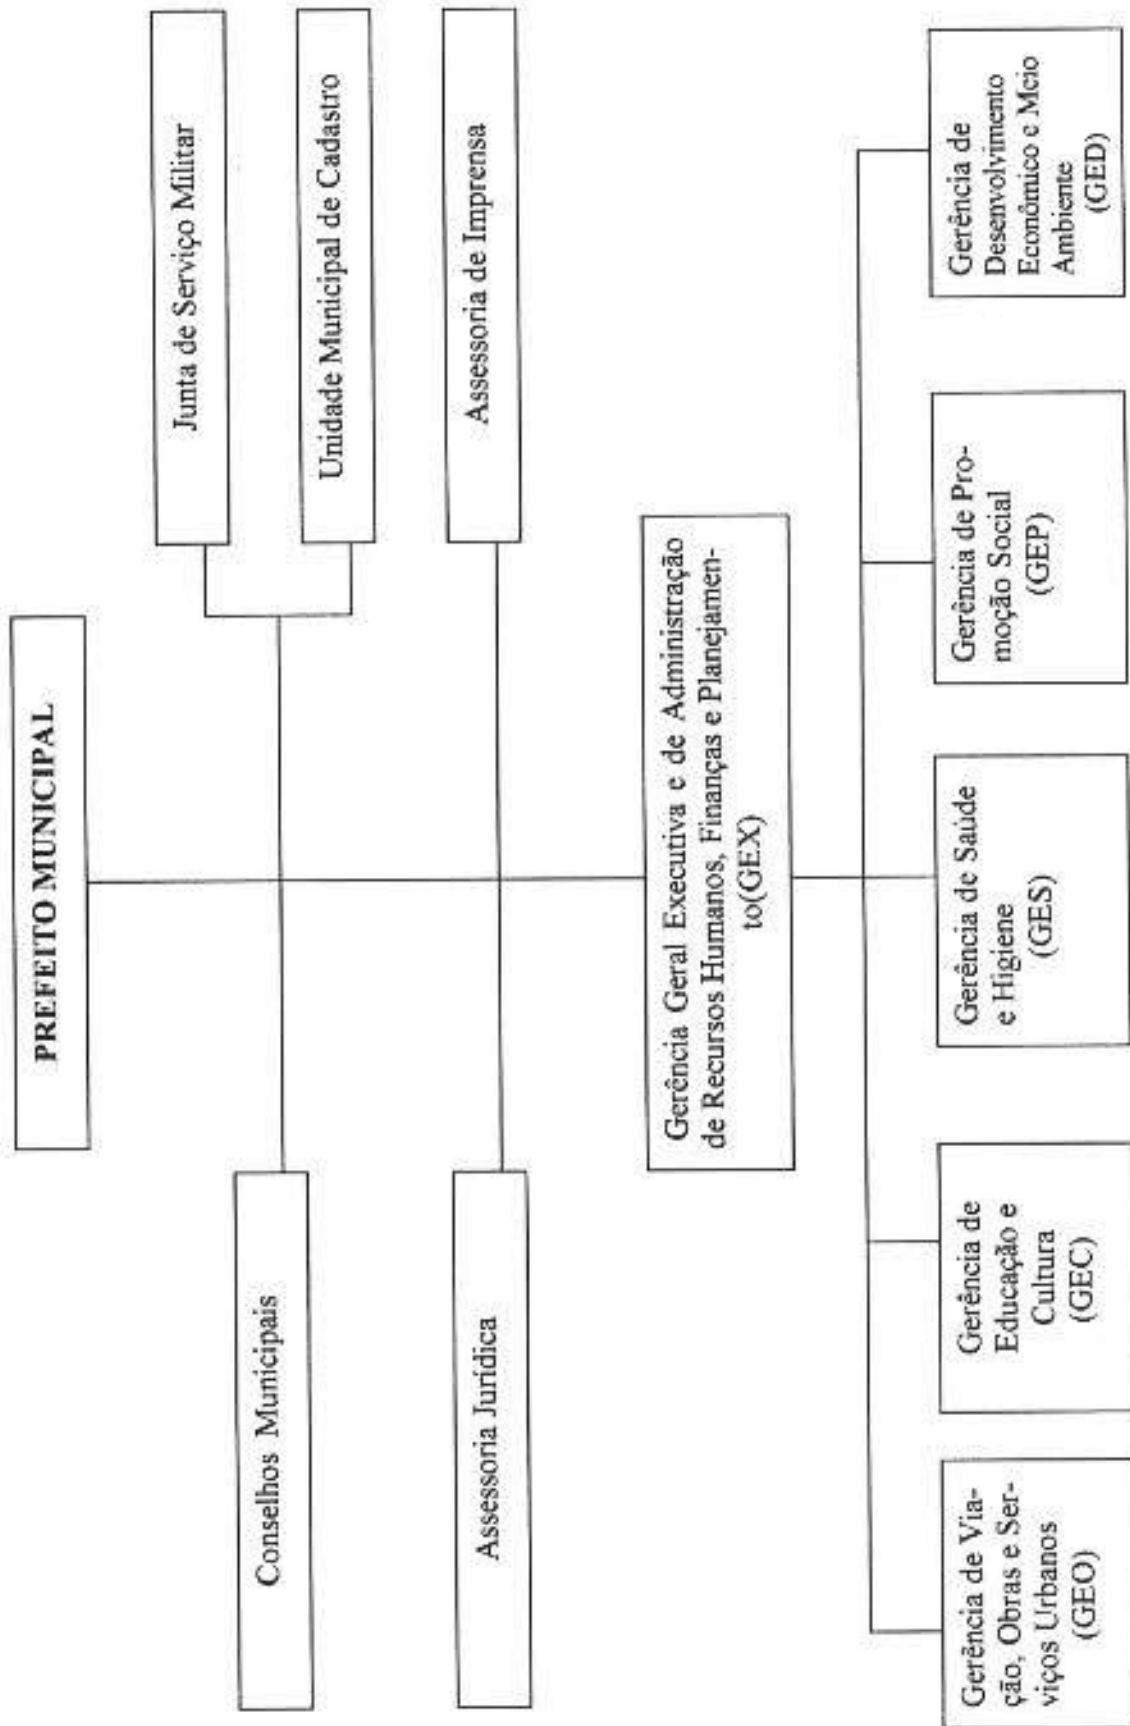 PREFEITO MUNICIPAL
Conselhos Municipais
Junta de Serviço Militar
Unidade Municipal de Cadastro
Assessoria Jurídica
Assessoria de Imprensa
Gerência Geral Executiva e de Administração
de Recursos Humanos, Finanças e Planejamen-
to(GEX)
Gerência de Via-
ção, Obras e Ser-
viços Urbanos
(GEO)
Gerência de
Educação e
Cultura
(GEC)
Gerência de Saúde
e Higiene
(GES)
Gerência de Pro-
moção Social
(GEP)
Gerência de
Desenvolvimento
Econômico e Meio
Ambiente
(GED)